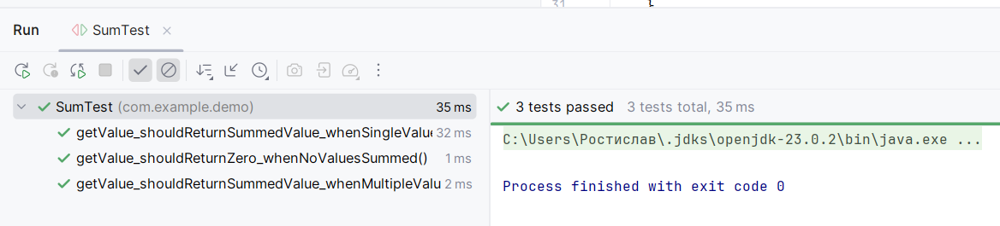 31 }
Run SumTest
SumTest (com.example.demo) 35 ms
getValue_shouldReturnSummedValue_whenSingleValue 32 ms
getValue_shouldReturnZero_whenNoValuesSummed() 1 ms
getValue_shouldReturnSummedValue_whenMultipleValu 2 ms
3 tests passed 3 tests total, 35 ms
C:\Users\Ростислав\.jdks\openjdk-23.0.2\bin\java.exe ...
Process finished with exit code 0